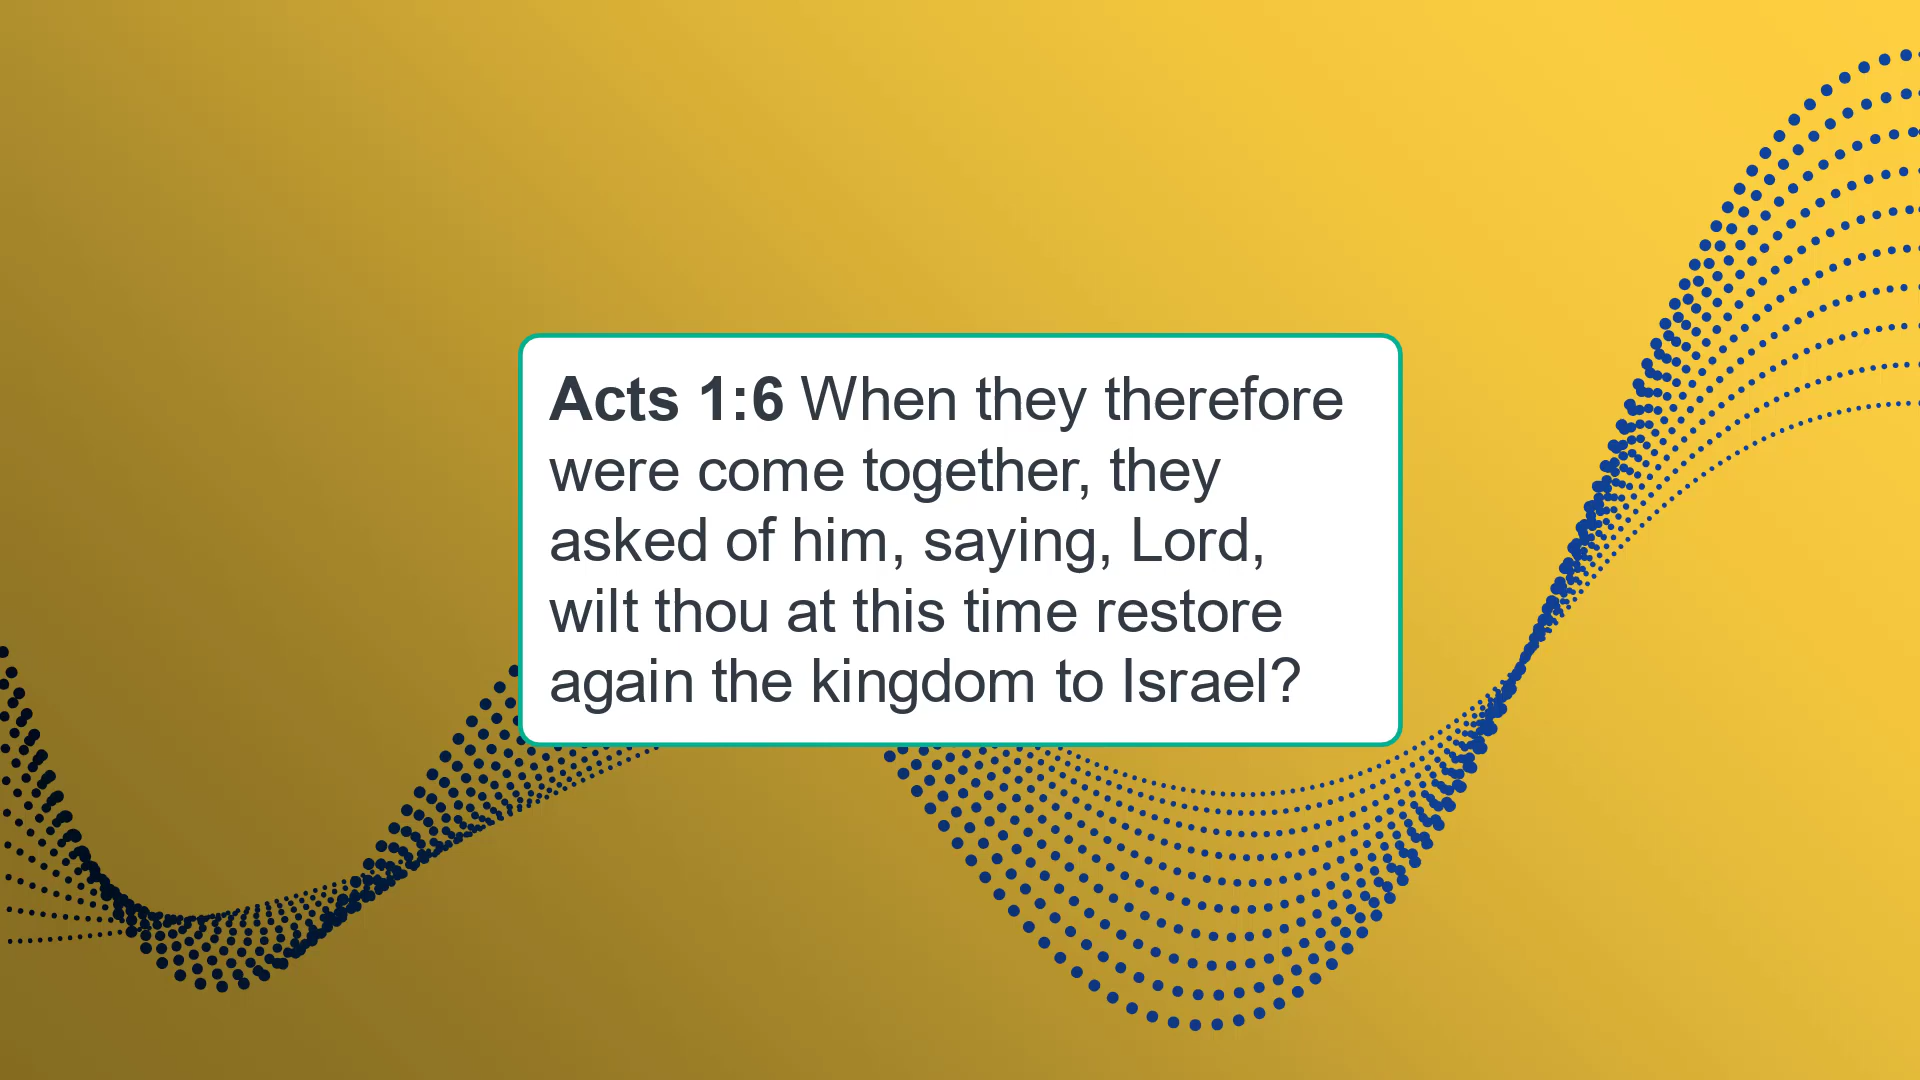 Acts 1:6 When they therefore
were come together, they
asked of him, saying, Lord,
wilt thou at this time restore
again the kingdom to Israel?